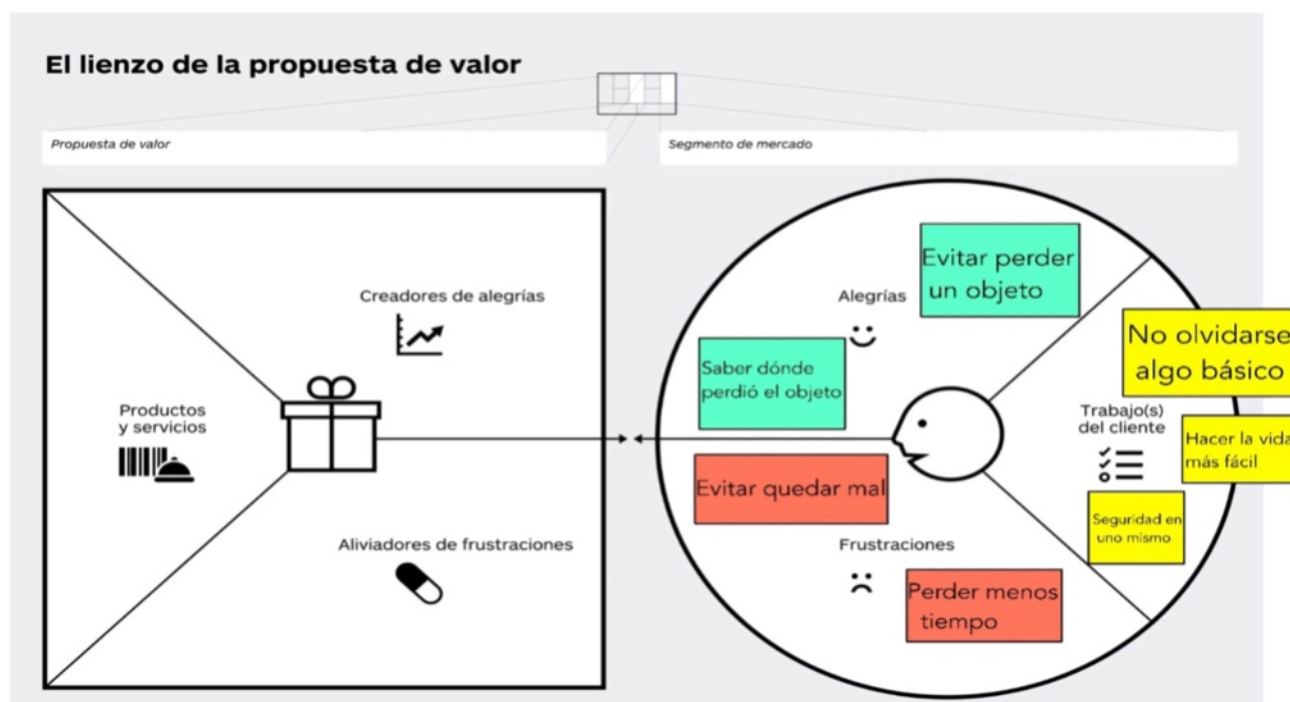 El lienzo de la propuesta de valor
Propuesta de valor
Segmento de mercado
Creadores de alegrías
Productos
y servicios
Aliviadores de frustraciones
Alegrías
Evitar perder
un objeto
Saber dónde
perdió el objeto
No olvidarse
algo básico
Trabajo(s)
del cliente
Hacer la vida
más fácil
Seguridad en
uno mismo
Evitar quedar mal
Frustraciones
Perder menos
tiempo